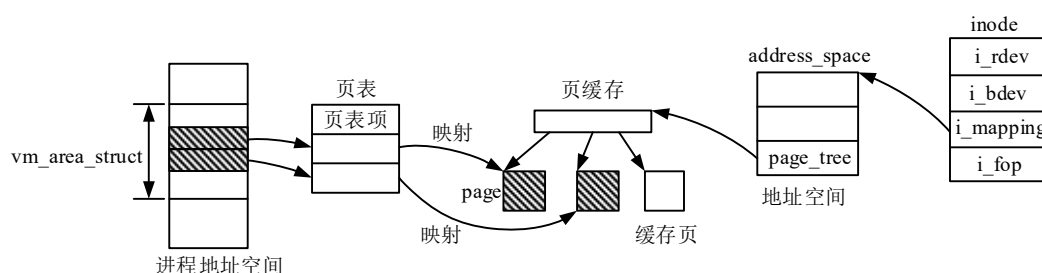 inode
address_space
i_rdev
页表
页缓存
i_bdev
页表项
映射
vm_area_struct
i_mapping
page_tree
i_fop
page
地址空间
映射
缓存页
进程地址空间